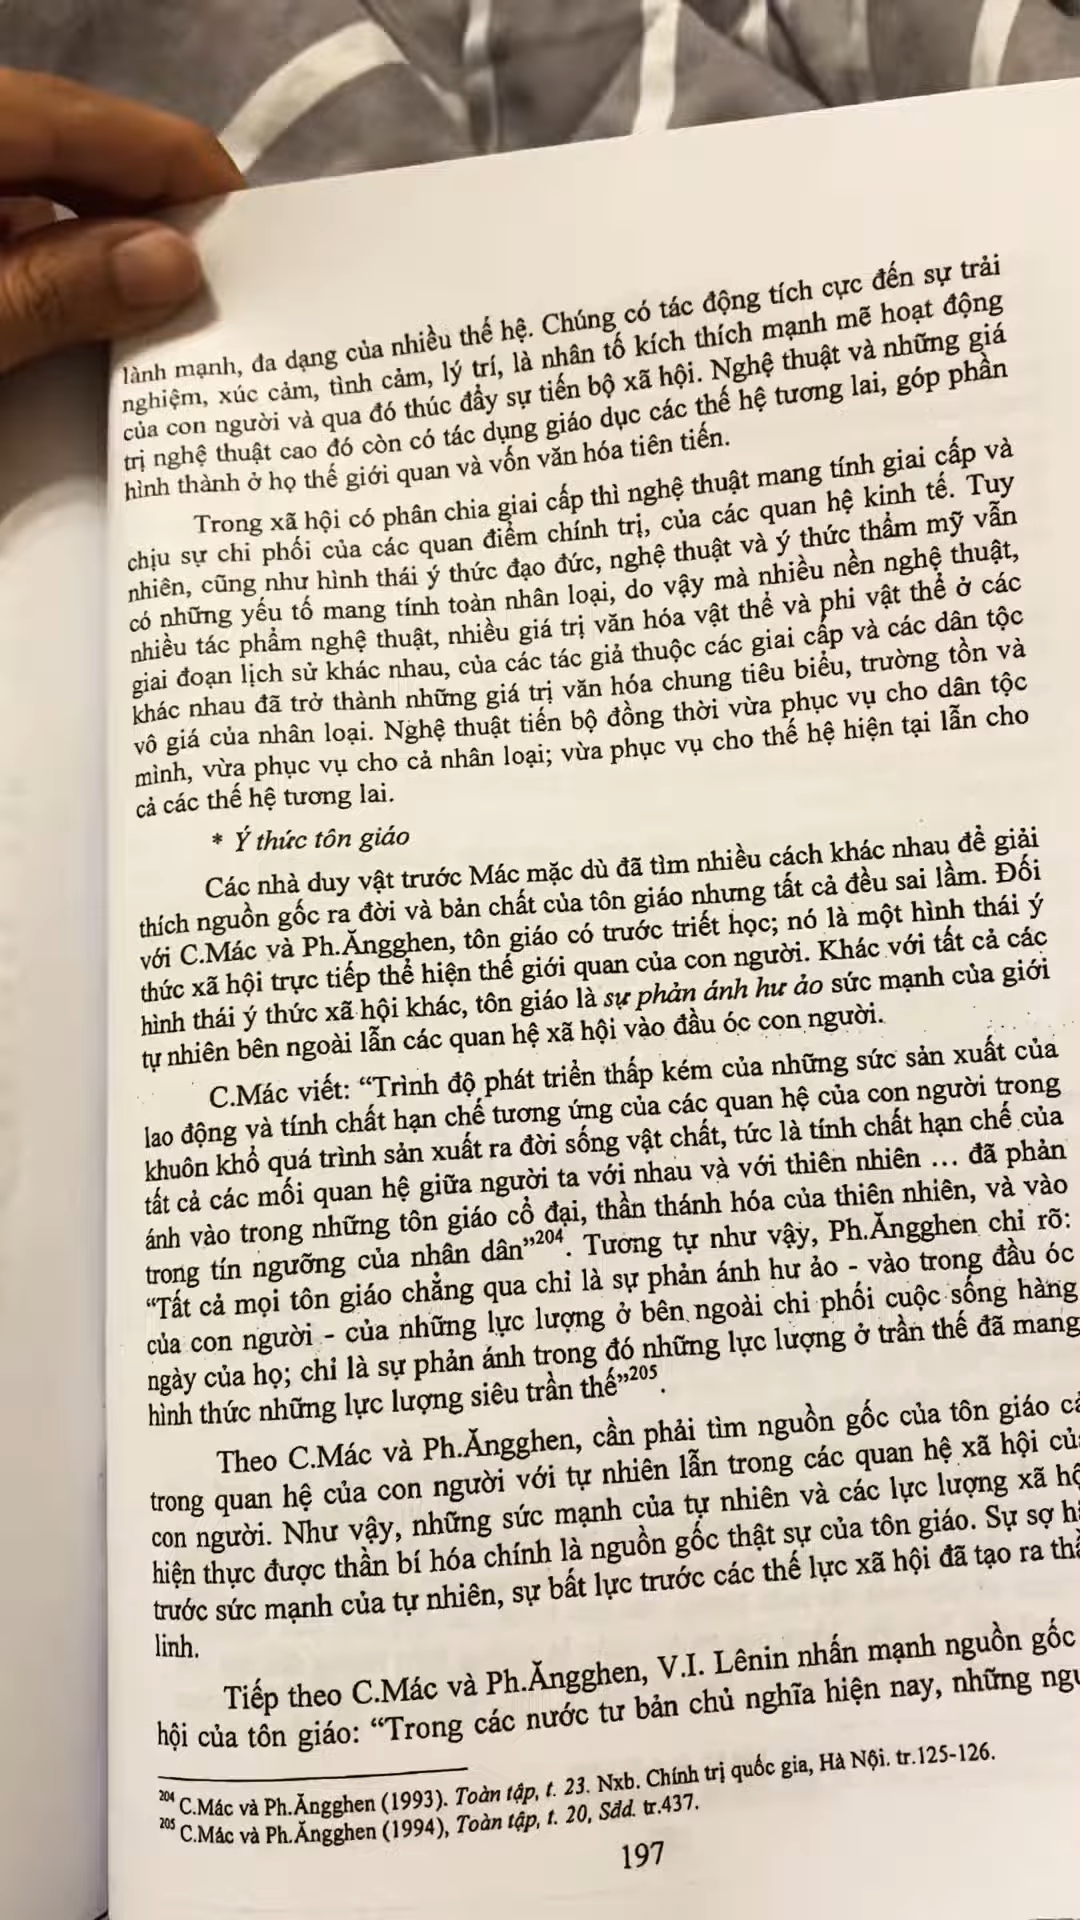 lành mạnh, đa dạng của nhiều thế hệ. Chúng có tác động tích cực đến sự trải
nghiệm, xúc cảm, tình cảm, lý trí, là nhân tố kích thích mạnh mẽ hoạt động
của con người và qua đó thúc đẩy sự tiến bộ xã hội. Nghệ thuật và những giá
trị nghệ thuật cao đó còn có tác dụng giáo dục các thế hệ tương lai, góp phần
hình thành ở họ thế giới quan và vốn văn hóa tiên tiến.
Trong xã hội có phân chia giai cấp thì nghệ thuật mang tính giai cấp và
chịu sự chi phối của các quan điểm chính trị, của các quan hệ kinh tế. Tuy
nhiên, cũng như hình thái ý thức đạo đức, nghệ thuật và ý thức thẩm mỹ vẫn
có những yếu tố mang tính toàn nhân loại, do vậy mà nhiều nền nghệ thuật,
nhiều tác phẩm nghệ thuật, nhiều giá trị văn hóa vật thể và phi vật thể ở các
giai đoạn lịch sử khác nhau, của các tác giả thuộc các giai cấp và các dân tộc
khác nhau đã trở thành những giá trị văn hóa chung tiêu biểu, trường tồn và
vô giá của nhân loại. Nghệ thuật tiến bộ đồng thời vừa phục vụ cho dân tộc
mình, vừa phục vụ cho cả nhân loại; vừa phục vụ cho thế hệ hiện tại lẫn cho
cả các thế hệ tương lai.
* Ý thức tôn giáo
Các nhà duy vật trước Mác mặc dù đã tìm nhiều cách khác nhau để giải
thích nguồn gốc ra đời và bản chất của tôn giáo nhưng tất cả đều sai lầm. Đối
với C.Mác và Ph.Ăngghen, tôn giáo có trước triết học; nó là một hình thái ý
thức xã hội trực tiếp thể hiện thế giới quan của con người. Khác với tất cả các
hình thái ý thức xã hội khác, tôn giáo là sự phản ánh hư ảo sức mạnh của giới
tự nhiên bên ngoài lẫn các quan hệ xã hội vào đầu óc con người.
C.Mác viết: “Trình độ phát triển thấp kém của những sức sản xuất của
lao động và tính chất hạn chế tương ứng của các quan hệ của con người trong
khuôn khổ quá trình sản xuất ra đời sống vật chất, tức là tính chất hạn chế của
tất cả các mối quan hệ giữa người ta với nhau và với thiên nhiên ... đã phản
ánh vào trong những tôn giáo cổ đại, thần thánh hóa của thiên nhiên, và vào
trong tín ngưỡng của nhân dân”204. Tương tự như vậy, Ph.Ăngghen chỉ rõ:
“Tất cả mọi tôn giáo chẳng qua chỉ là sự phản ánh hư ảo - vào trong đầu óc
của con người - của những lực lượng ở bên ngoài chi phối cuộc sống hàng
ngày của họ; chỉ là sự phản ánh trong đó những lực lượng ở trần thế đã mang
hình thức những lực lượng siêu trần thế”205.
Theo C.Mác và Ph.Ăngghen, cần phải tìm nguồn gốc của tôn giáo cả
trong quan hệ của con người với tự nhiên lẫn trong các quan hệ xã hội
con người. Như vậy, những sức mạnh của tự nhiên và các lực lượng xã
hiện thực được thần bí hóa chính là nguồn gốc thật sự của tôn giáo. Sự sợ
trước sức mạnh của tự nhiên, sự bất lực trước các thế lực xã hội đã tạo ra
linh.
Tiếp theo C.Mác và Ph.Ăngghen, V.I. Lênin nhấn mạnh nguồn gốc
hội của tôn giáo: “Trong các nước tư bản chủ nghĩa hiện nay, những
204 C.Mác và Ph.Ăngghen (1993). Toàn tập, t. 23. Nxb. Chính trị quốc gia, Hà Nội. tr.125-126.
205 C.Mác và Ph.Ăngghen (1994), Toàn tập, t. 20, Sđd. tr.437.
197